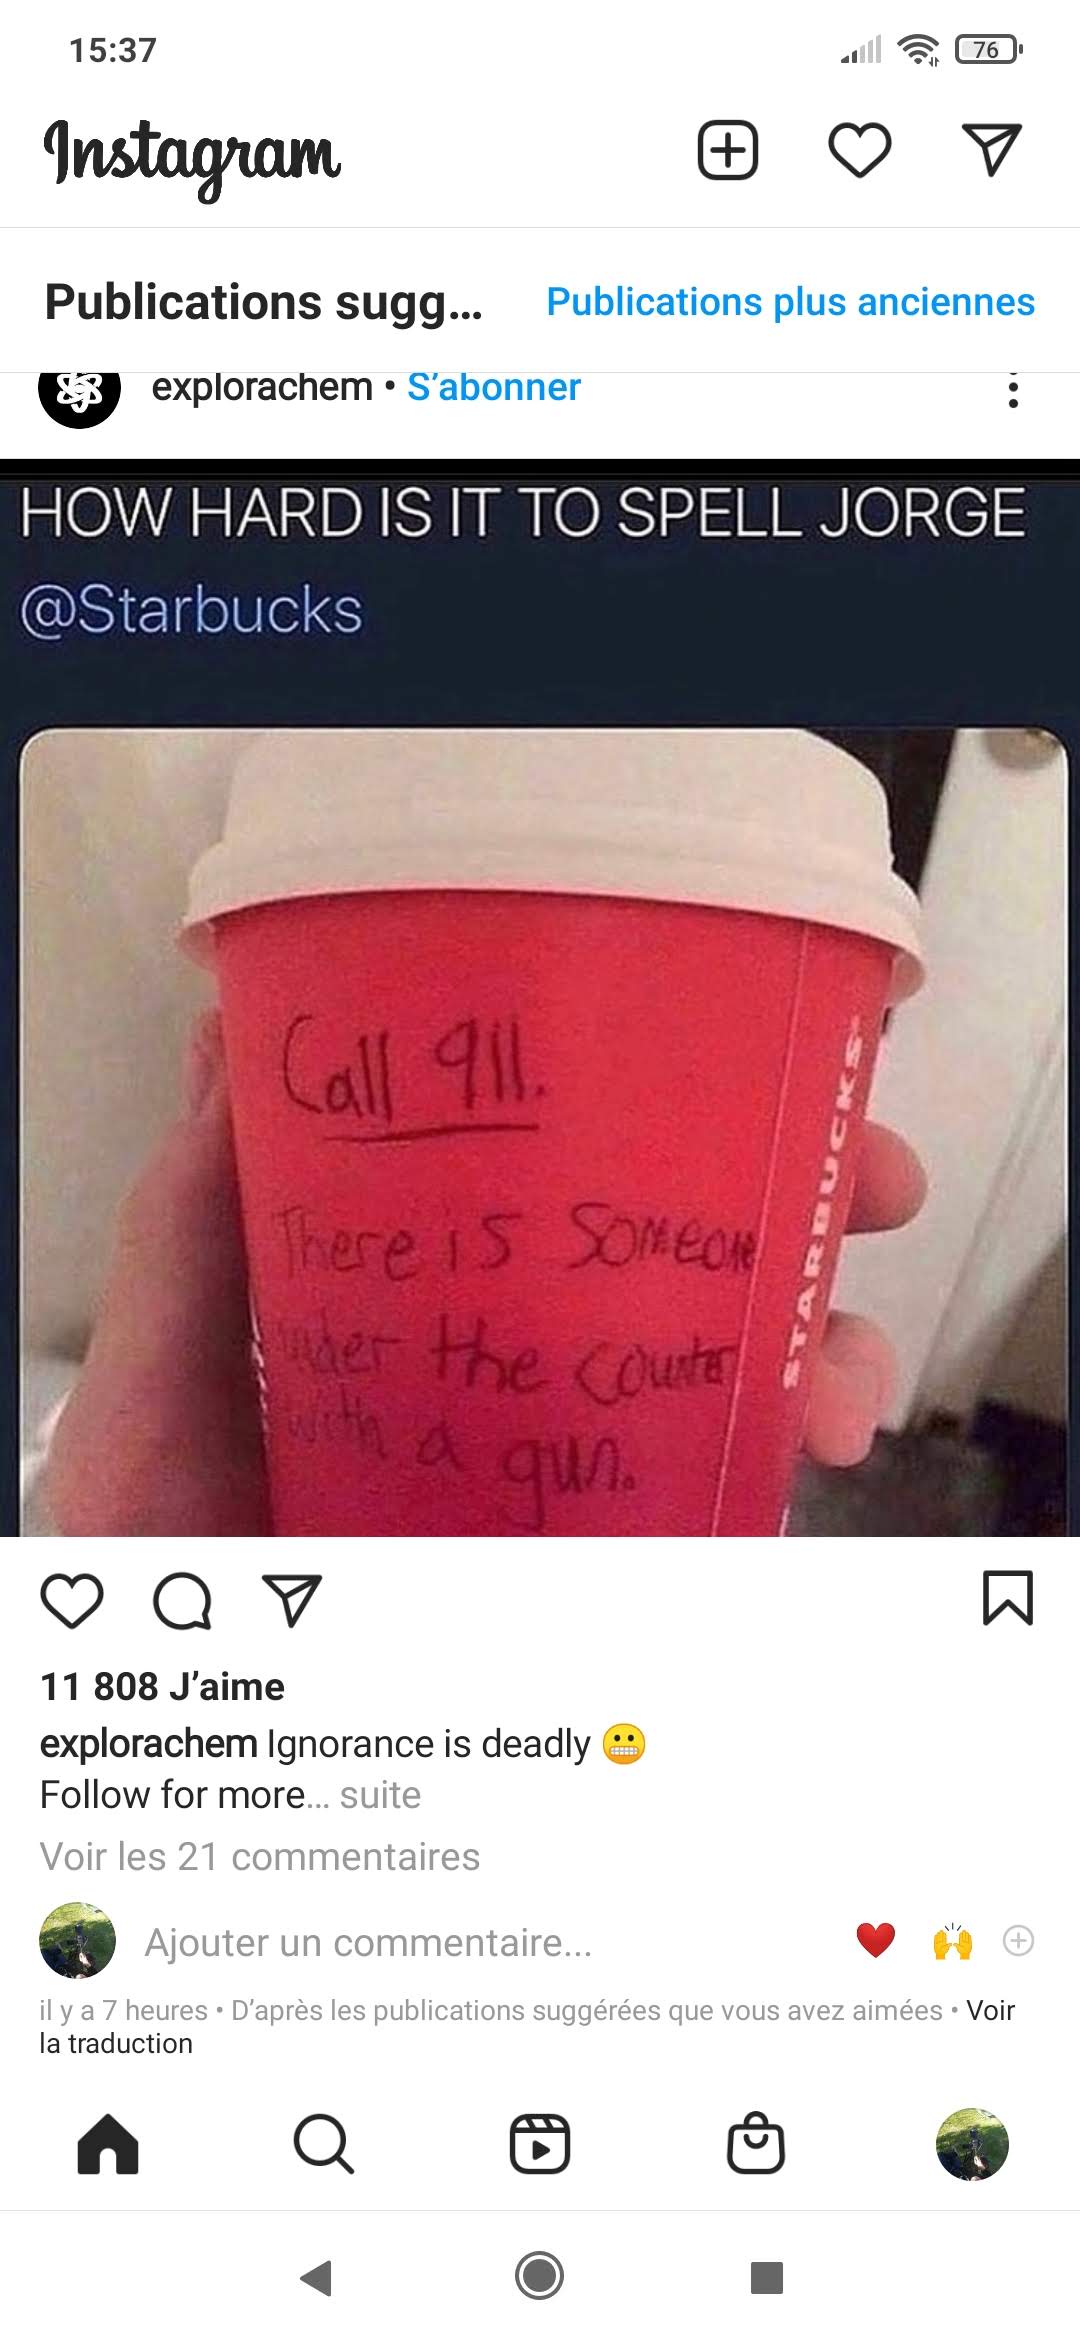 15:37
76
Instagram
Publications sugg... Publications plus anciennes
explorachem • S'abonner
HOW HARD IS IT TO SPELL JORGE
@Starbucks
Call 911.
There is Someone
under the counter
with a gun.
STARBUCKS
11 808 J'aime
explorachem Ignorance is deadly 😬
Follow for more... suite
Voir les 21 commentaires
Ajouter un commentaire...
il y a 7 heures • D'après les publications suggérées que vous avez aimées • Voir
la traduction